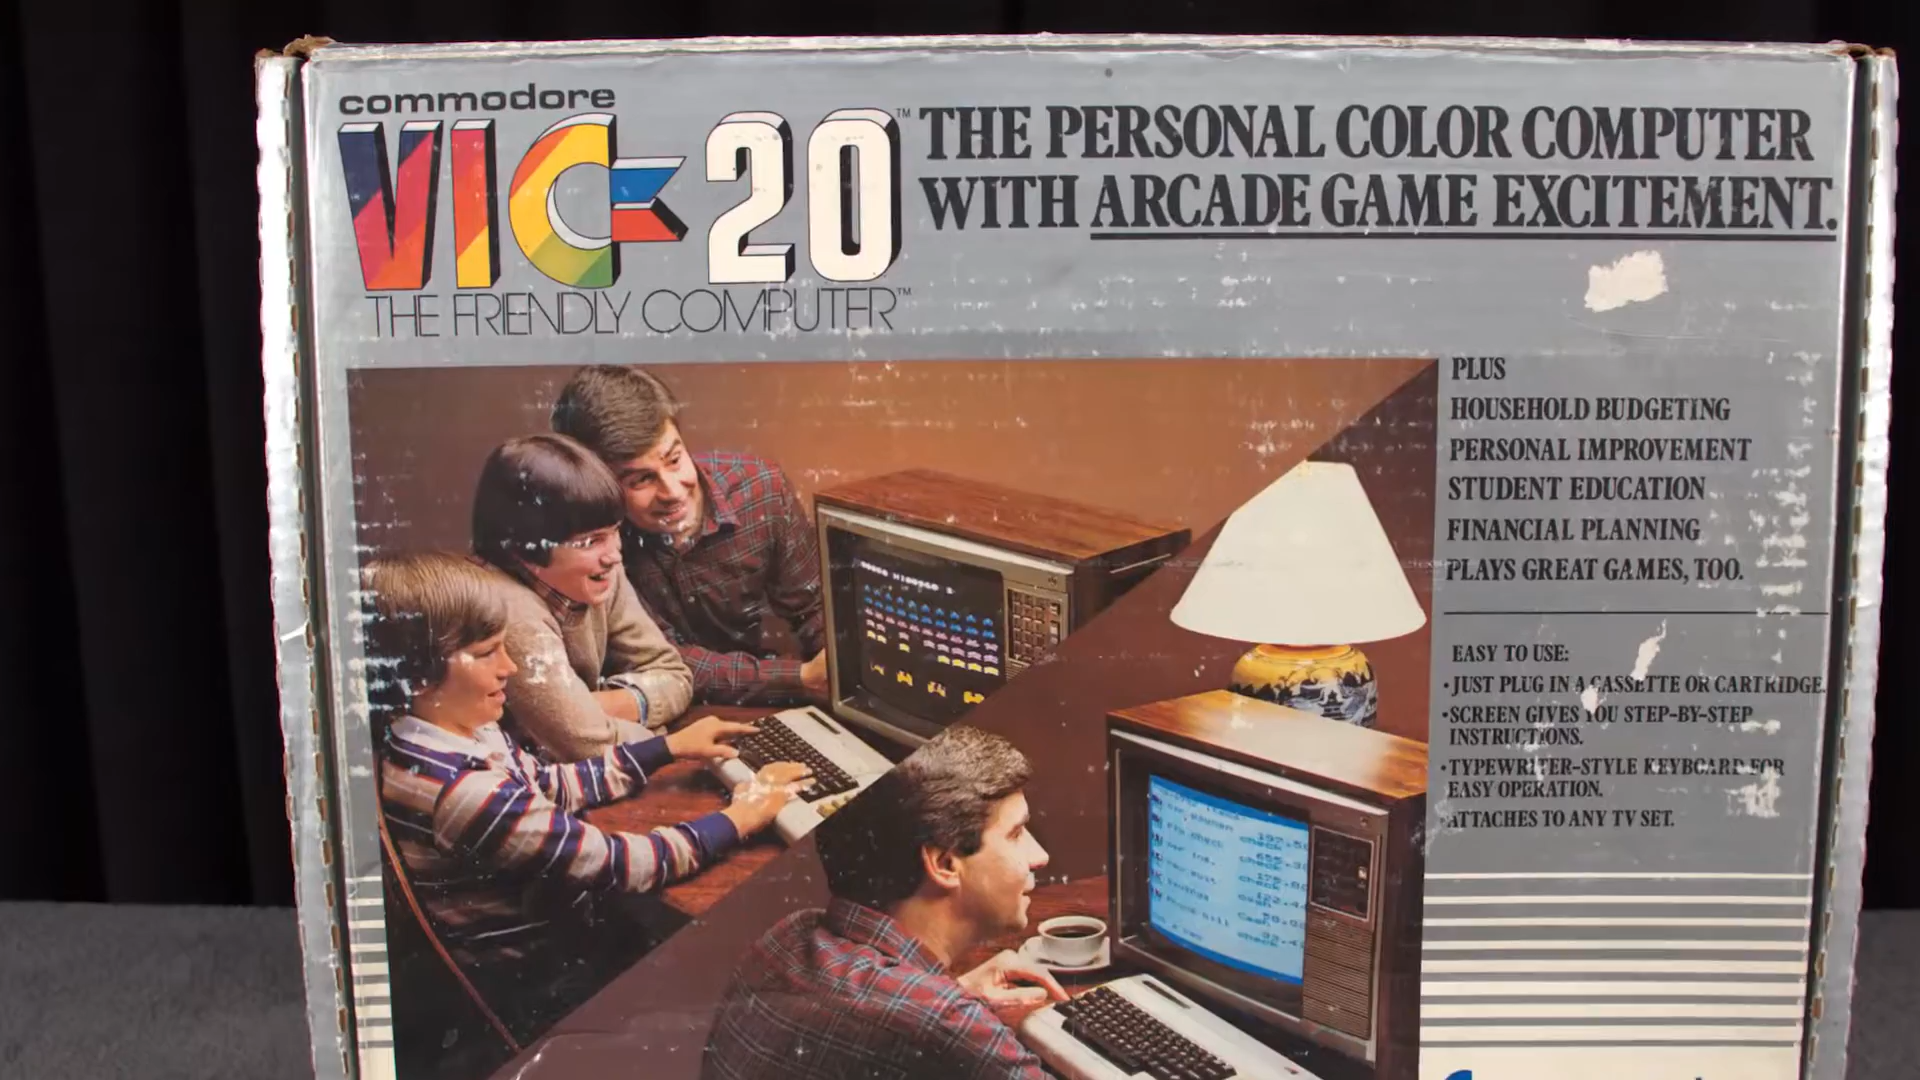 commodore
VIC-20™
THE FRIENDLY COMPUTER™
THE PERSONAL COLOR COMPUTER
WITH ARCADE GAME EXCITEMENT.
PLUS
HOUSEHOLD BUDGETING
PERSONAL IMPROVEMENT
STUDENT EDUCATION
FINANCIAL PLANNING
PLAYS GREAT GAMES, TOO.
EASY TO USE:
• JUST PLUG IN A CASSETTE OR CARTRIDGE.
• SCREEN GIVES YOU STEP-BY-STEP
INSTRUCTIONS.
• TYPEWRITER-STYLE KEYBOARD FOR
EASY OPERATION.
• ATTACHES TO ANY TV SET.